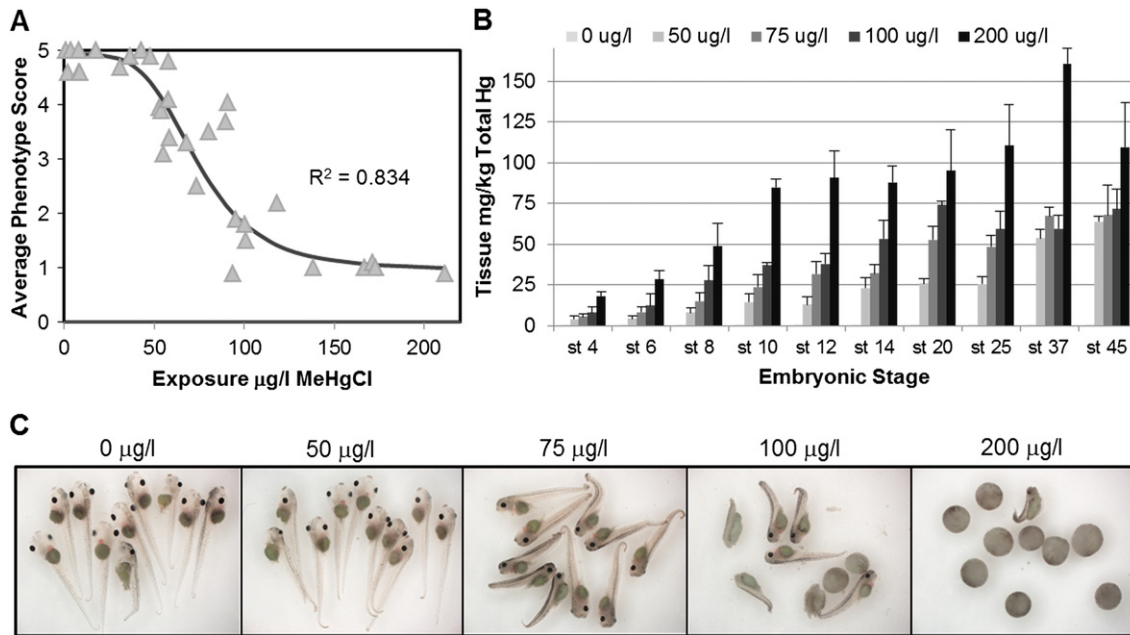 A
Average Phenotype Score
5
4
3
2
1
0
0 50 100 150 200
R² = 0.834
Exposure µg/l MeHgCl
B
0 ug/l 50 ug/l 75 ug/l 100 ug/l 200 ug/l
Tissue mg/kg Total Hg
150
125
100
75
50
25
0
st 4 st 6 st 8 st 10 st 12 st 14 st 20 st 25 st 37 st 45
Embryonic Stage
C
0 µg/l 50 µg/l 75 µg/l 100 µg/l 200 µg/l